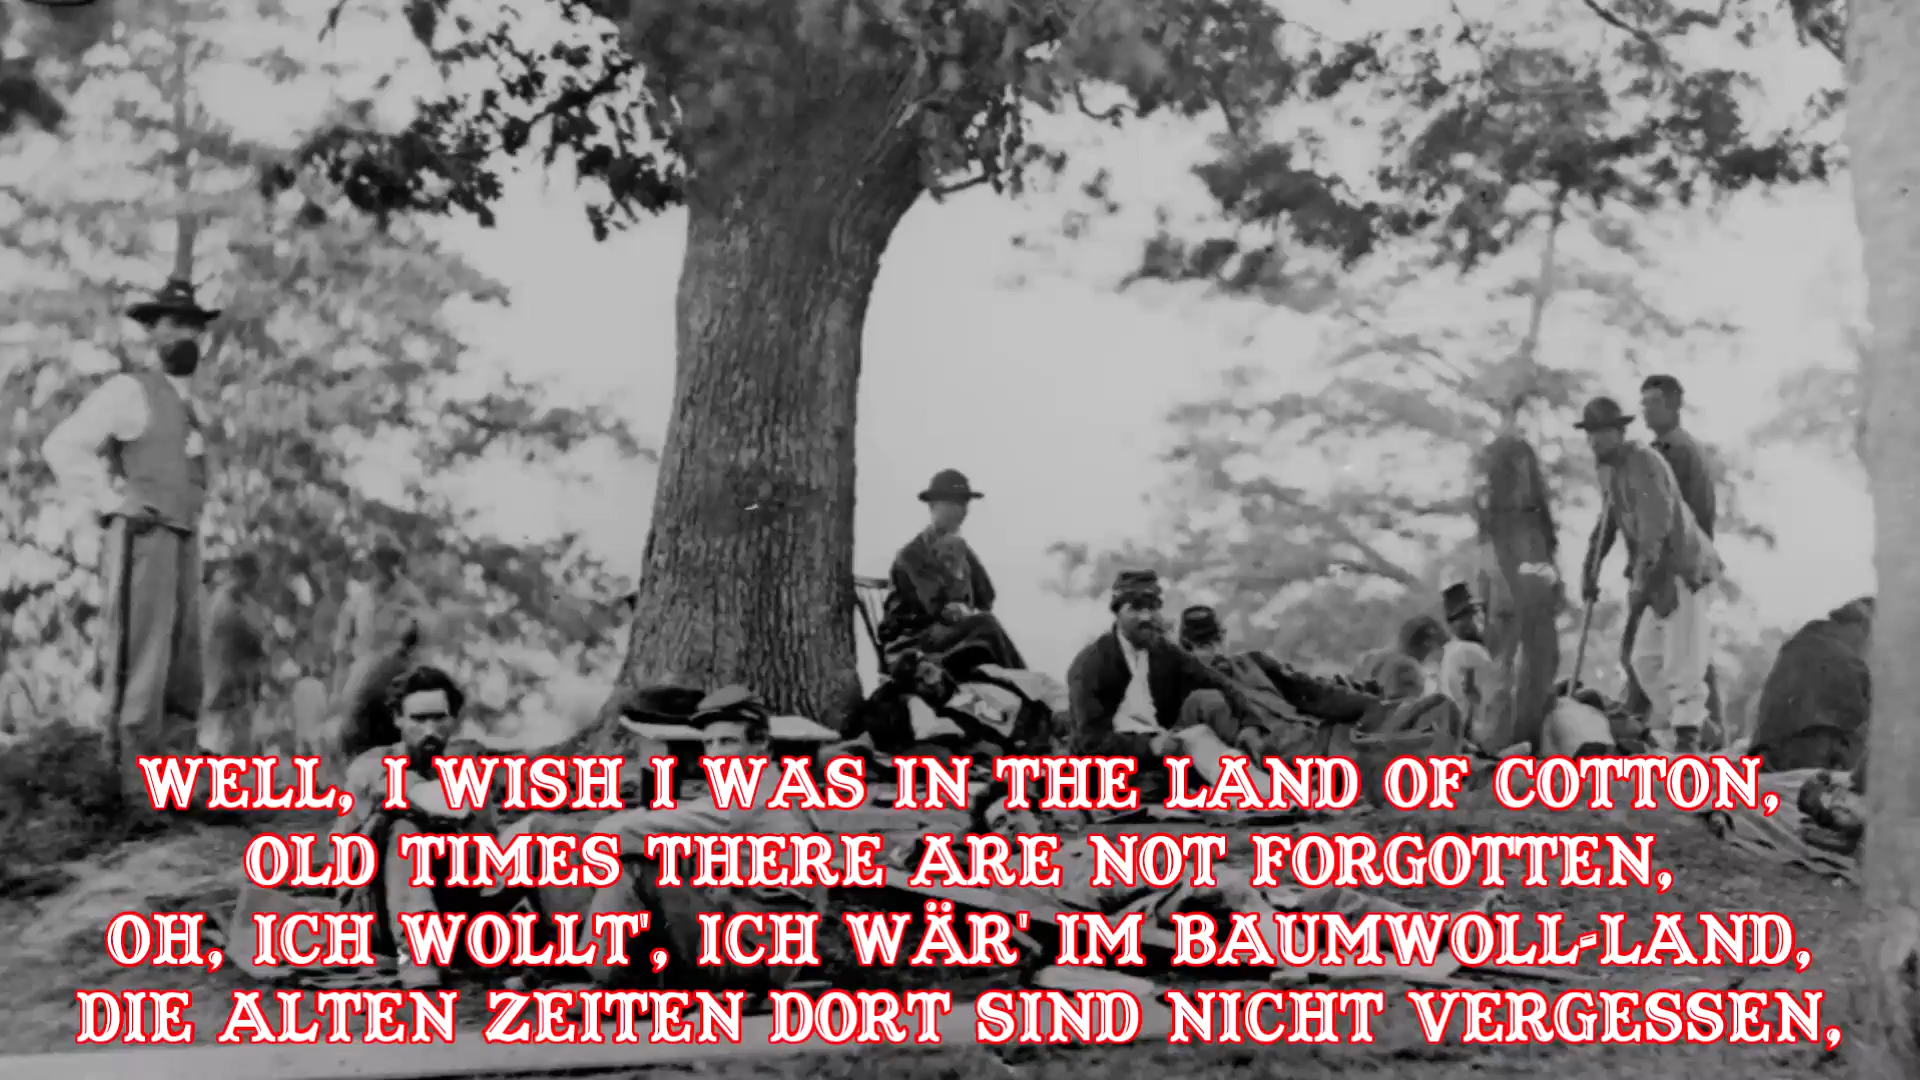 WELL, I WISH I WAS IN THE LAND OF COTTON,
OLD TIMES THERE ARE NOT FORGOTTEN,
OH, ICH WOLLT', ICH WÄR' IM BAUMWOLL-LAND,
DIE ALTEN ZEITEN DORT SIND NICHT VERGESSEN,